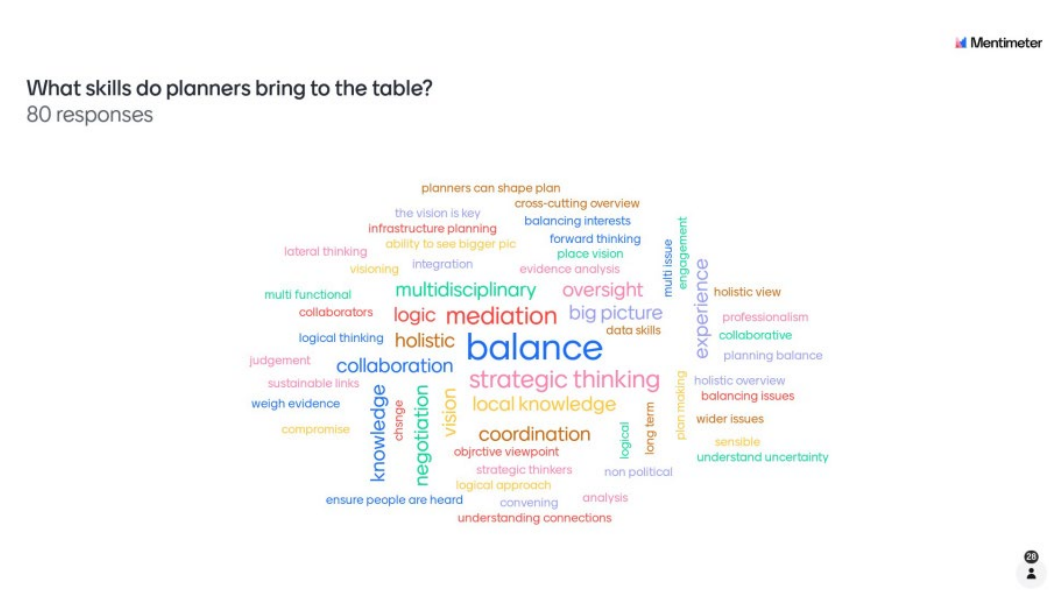 Mentimeter
What skills do planners bring to the table?
80 responses
planners can shape plan
cross-cutting overview
the vision is key
balancing interests
infrastructure planning
ability to see bigger pic
forward thinking
lateral thinking
place vision
visioning
integration
evidence analysis
multi issue
engagement
experience
multi functional
multidisciplinary
oversight
holistic view
collaborators
logic
mediation
big picture
professionalism
data skills
collaborative
logical thinking
holistic
balance
planning balance
judgement
collaboration
strategic thinking
holistic overview
sustainable links
balancing issues
weigh evidence
knowledge
chsnge
negotiation
vision
local knowledge
plan making
long term
logical
wider issues
compromise
coordination
sensible
objrctive viewpoint
understand uncertainty
strategic thinkers
non political
logical approach
ensure people are heard
convening
analysis
understanding connections
28